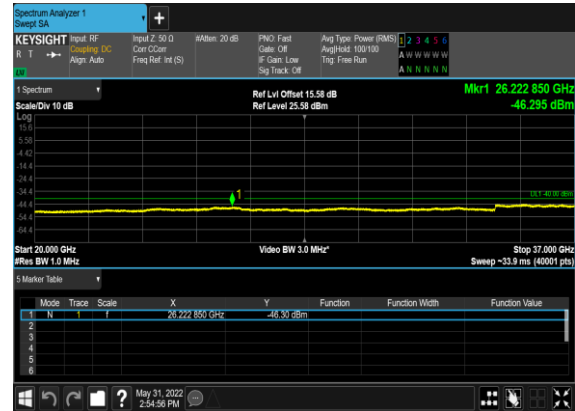 Spectrum Analyzer 1
Swept SA
KEYSIGHT Input: RF Input Z: 50 Ω #Atten: 20 dB PNO: Fast Avg Type: Power (RMS) 1 2 3 4 5 6
R T Coupling: DC Corr CCorr Gate: Off Avg|Hold: 100/100 A W W W W W
Align: Auto Freq Ref: Int (S) IF Gain: Low Trig: Free Run
LXI Sig Track: Off A N N N N N
1 Spectrum Ref Lvl Offset 15.58 dB Mkr1 26.222 850 GHz
Scale/Div 10 dB Ref Level 25.58 dBm -46.295 dBm
Log
15.6
5.58
-4.42
-14.4
-24.4
-34.4 1 DL1 -40.00 dBm
-44.4
-54.4
-64.4
Start 20.000 GHz Video BW 3.0 MHz* Stop 37.000 GHz
#Res BW 1.0 MHz Sweep ~33.9 ms (40001 pts)
5 Marker Table
Mode Trace Scale X Y Function Function Width Function Value
1 N 1 f 26.222 850 GHz -46.30 dBm
2
3
4
5
6
? May 31, 2022
2:54:56 PM